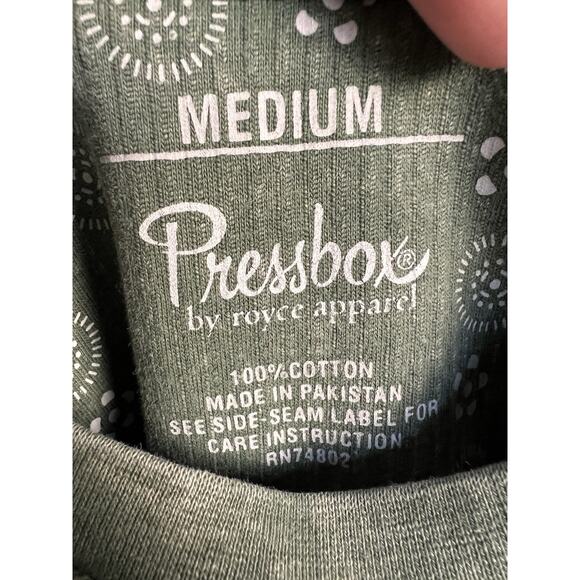 MEDIUM
Pressbox®
by royce apparel
100%COTTON
MADE IN PAKISTAN
SEE SIDE-SEAM LABEL FOR
CARE INSTRUCTION
RN74802